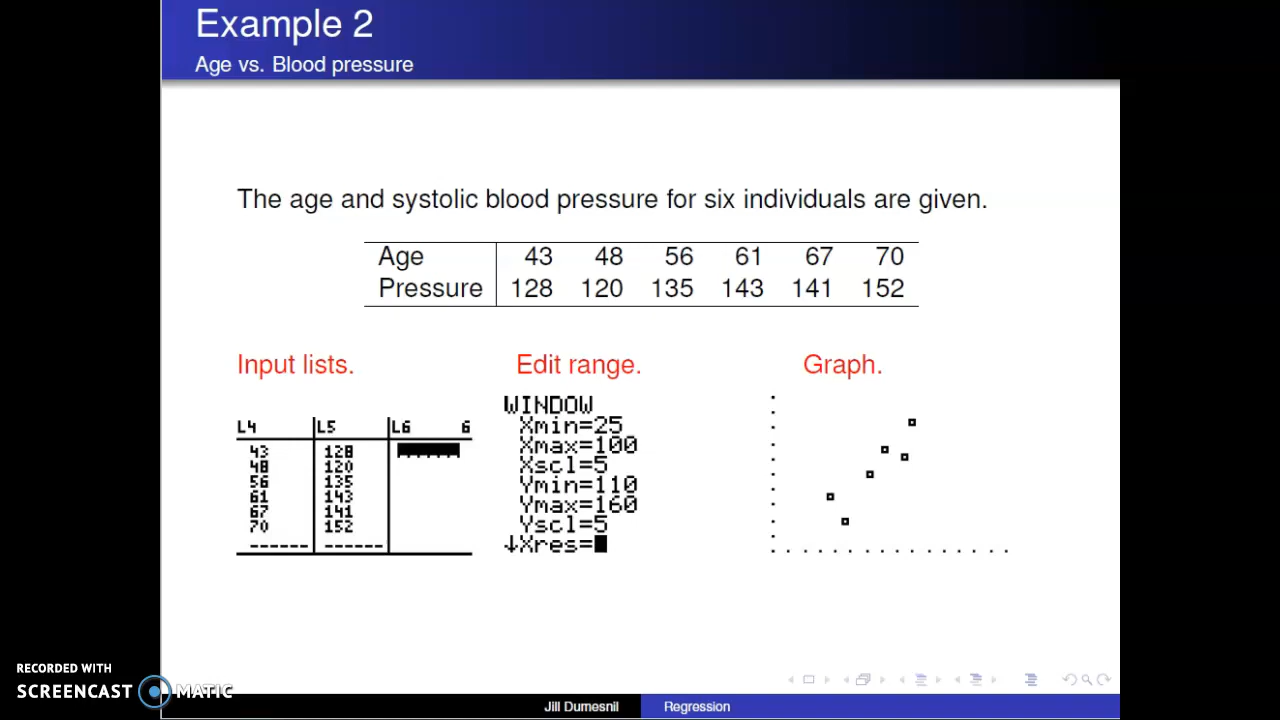 Example 2
Age vs. Blood pressure
The age and systolic blood pressure for six individuals are given.
Age 43 48 56 61 67 70
Pressure 128 120 135 143 141 152
Input lists. Edit range. Graph.
L4 L5 L6 6
43 128
48 120
56 135
61 143
67 141
70 152
------ ------
WINDOW
Xmin=25
Xmax=100
Xscl=5
Ymin=110
Ymax=160
Yscl=5
↓Xres=
RECORDED WITH
SCREENCAST MATIC
Jill Dumesnil Regression